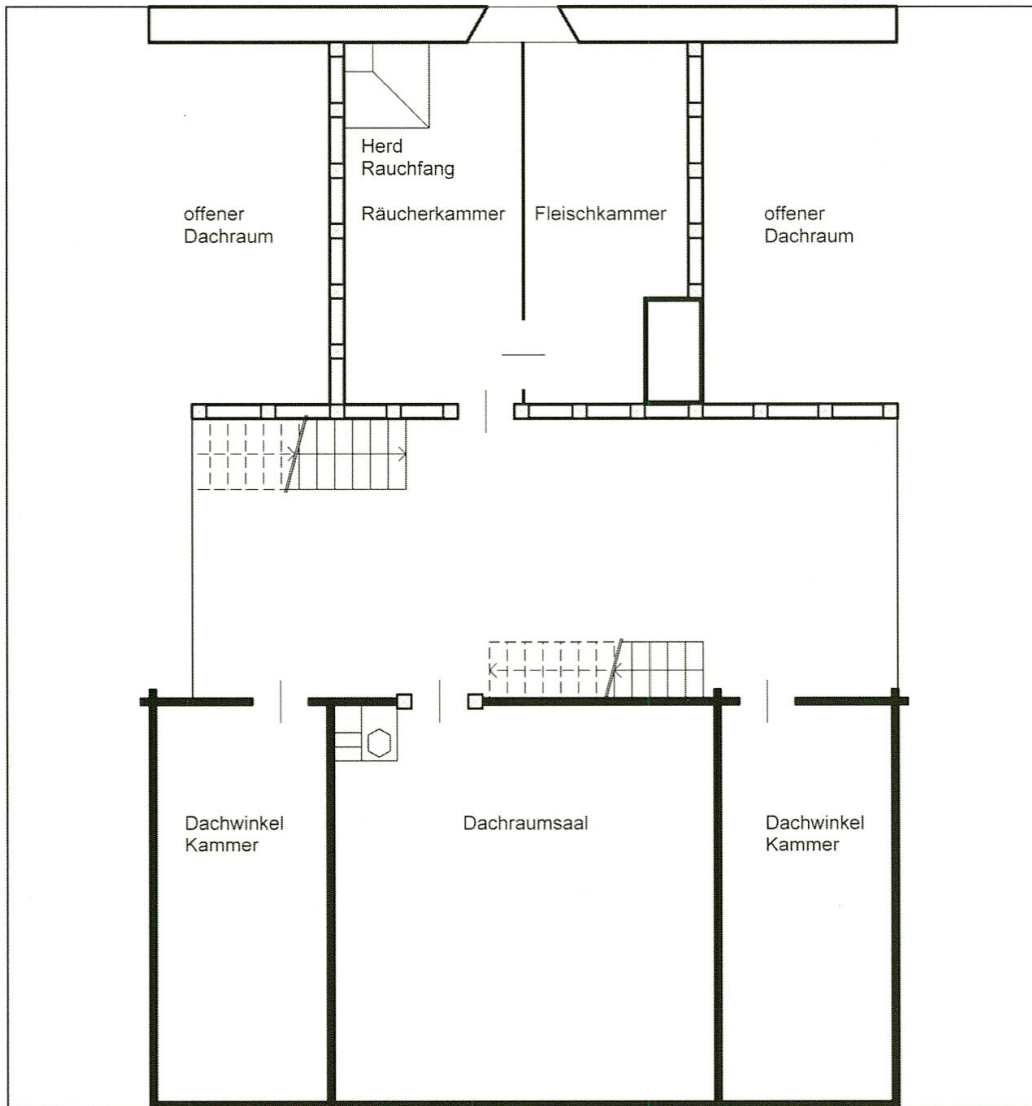 Herd
Rauchfang
Räucherkammer
Fleischkammer
offener
Dachraum
offener
Dachraum
Dachwinkel
Kammer
Dachraumsaal
Dachwinkel
Kammer